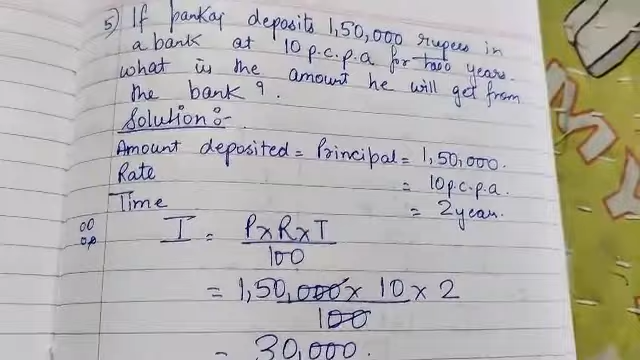 5) If pankaj deposits 1,50,000 rupees in
a bank at 10 p.c.p.a for two years.
what is the amount he will get from
the bank ?
Solution :-
Amount deposited = Principal = 1,50,000.
Rate = 10 p.c.p.a.
Time = 2 year.
I = P x R x T
100
= 1,50,000 x 10 x 2
100
= 30,000.